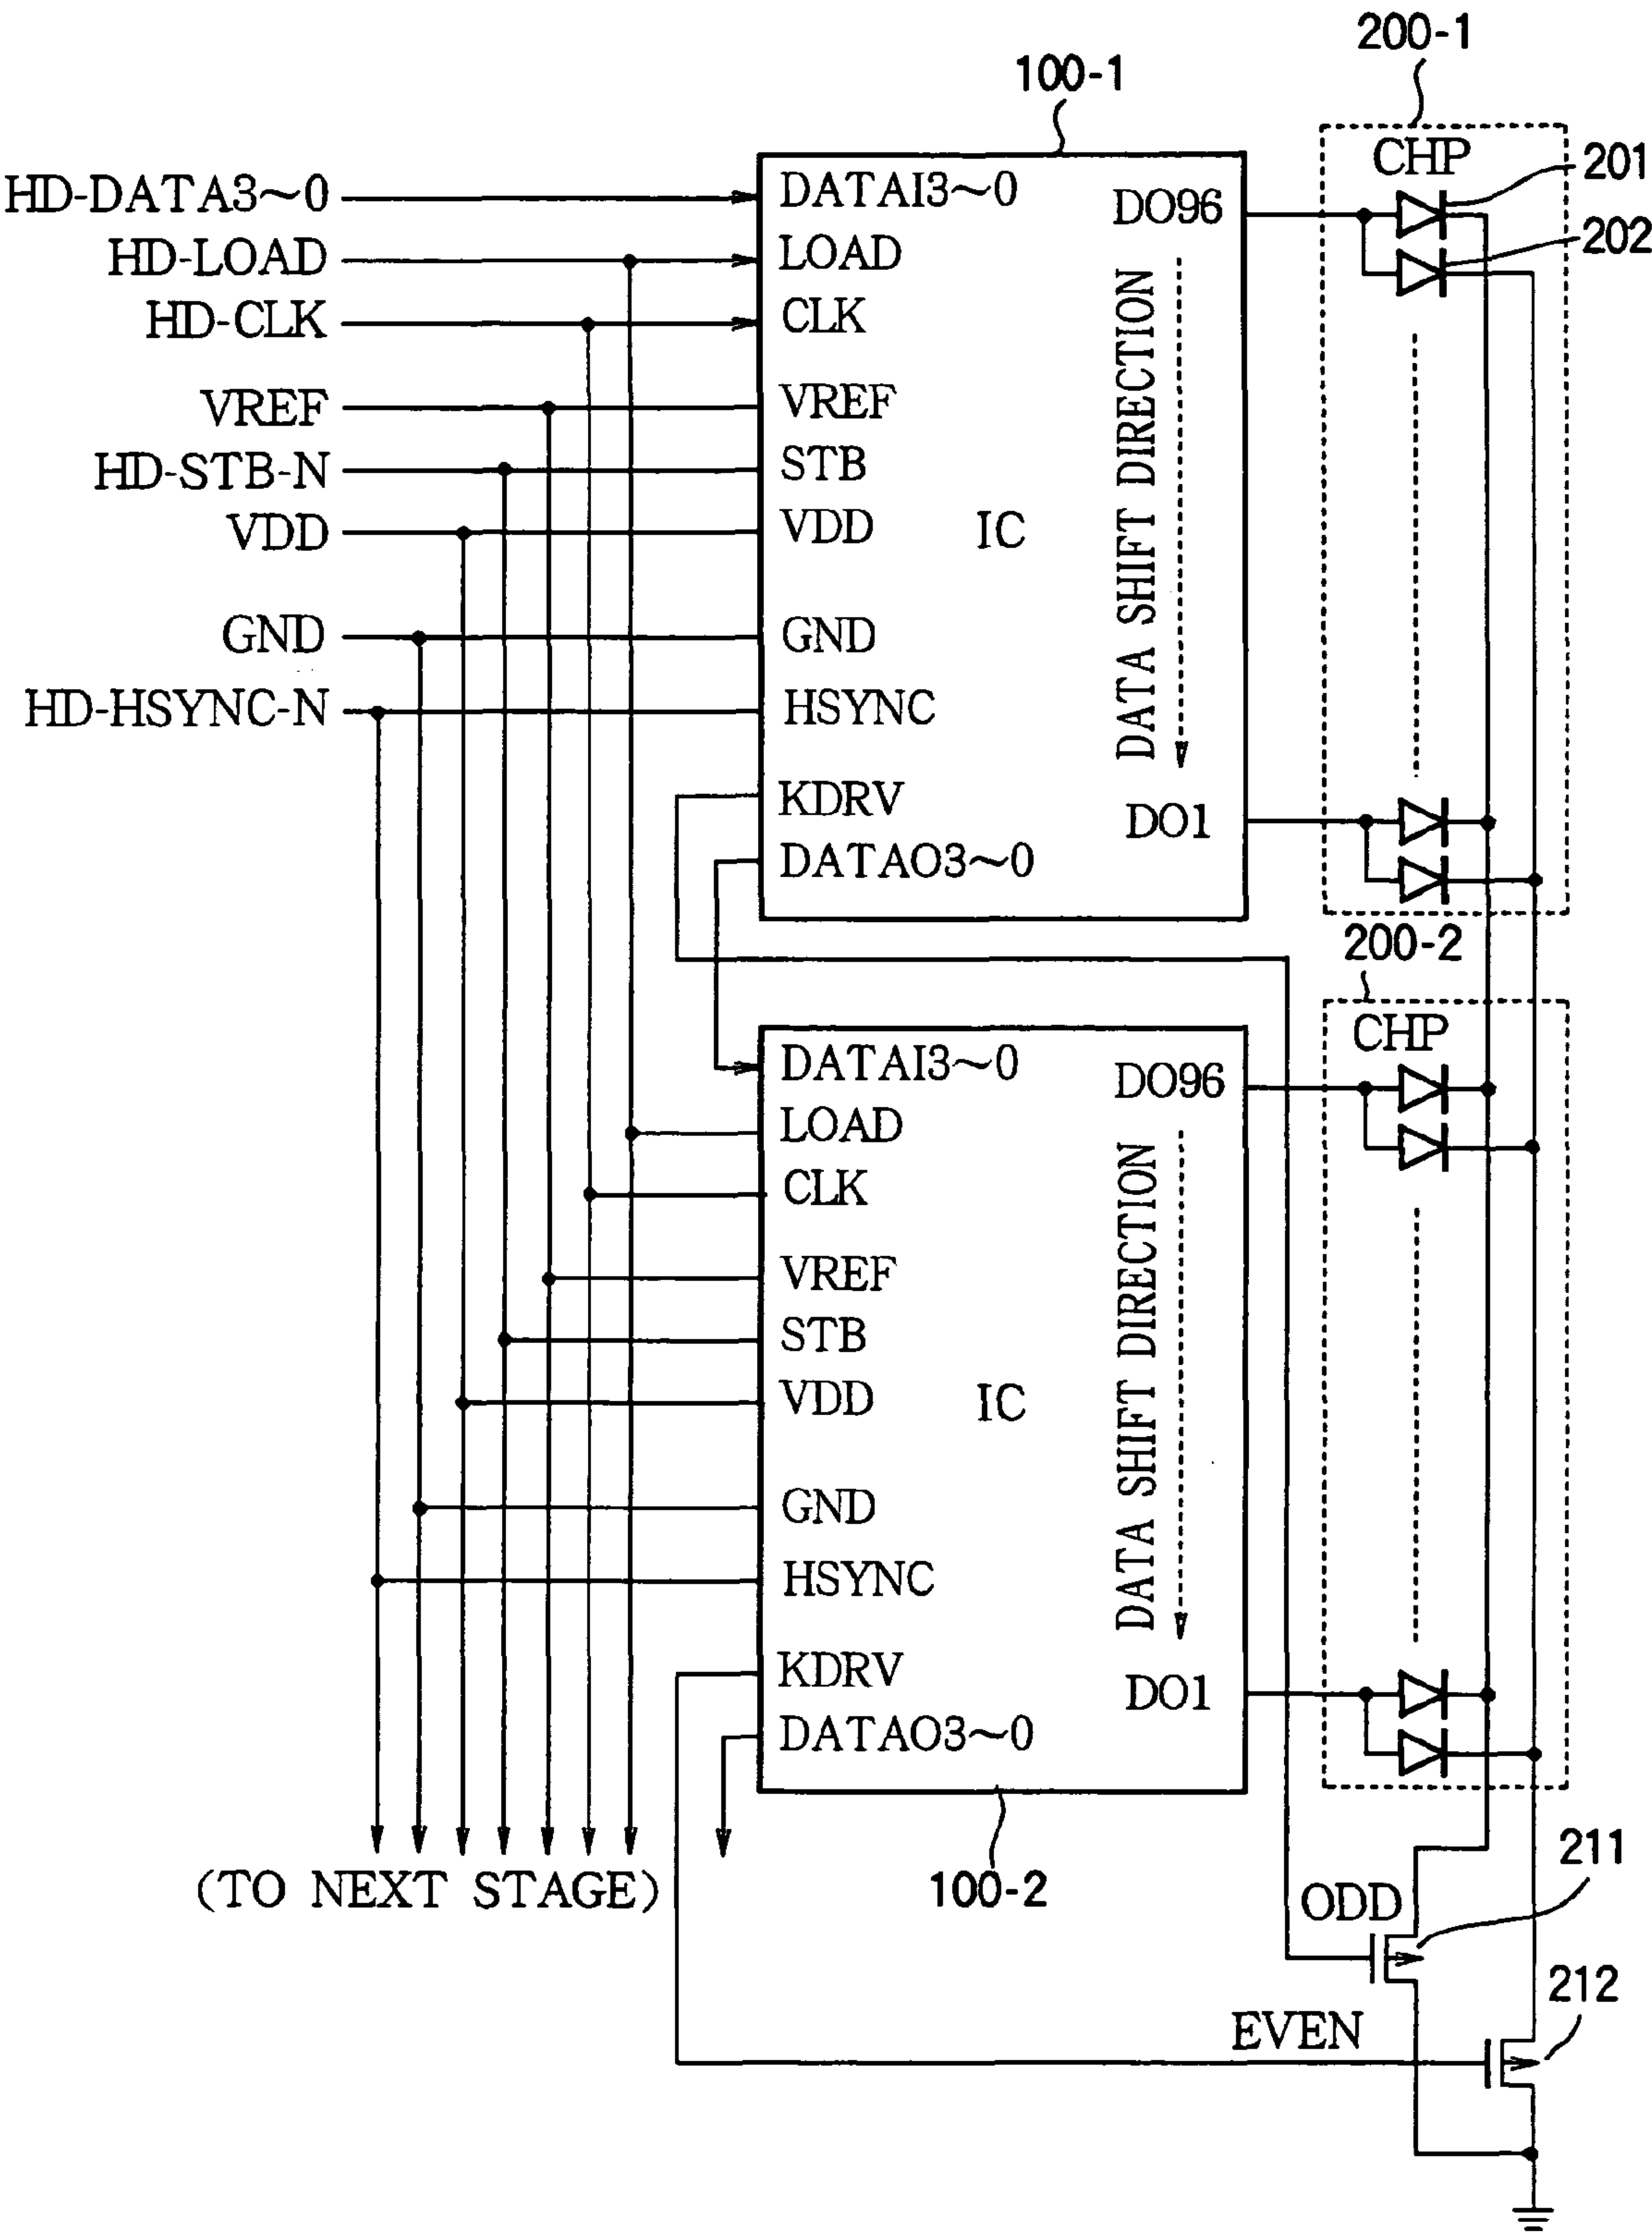 200-1
100-1
CHP
201
202
HD-DATA3~0
HD-LOAD
HD-CLK
VREF
HD-STB-N
VDD
GND
HD-HSYNC-N
DATAI3~0
LOAD
CLK
VREF
STB
VDD
IC
GND
HSYNC
KDRV
DATAO3~0
DO96
DATA SHIFT DIRECTION
DO1
200-2
CHP
DATAI3~0
LOAD
CLK
VREF
STB
VDD
IC
GND
HSYNC
KDRV
DATAO3~0
DO96
DATA SHIFT DIRECTION
DO1
(TO NEXT STAGE)
100-2
211
ODD
212
EVEN